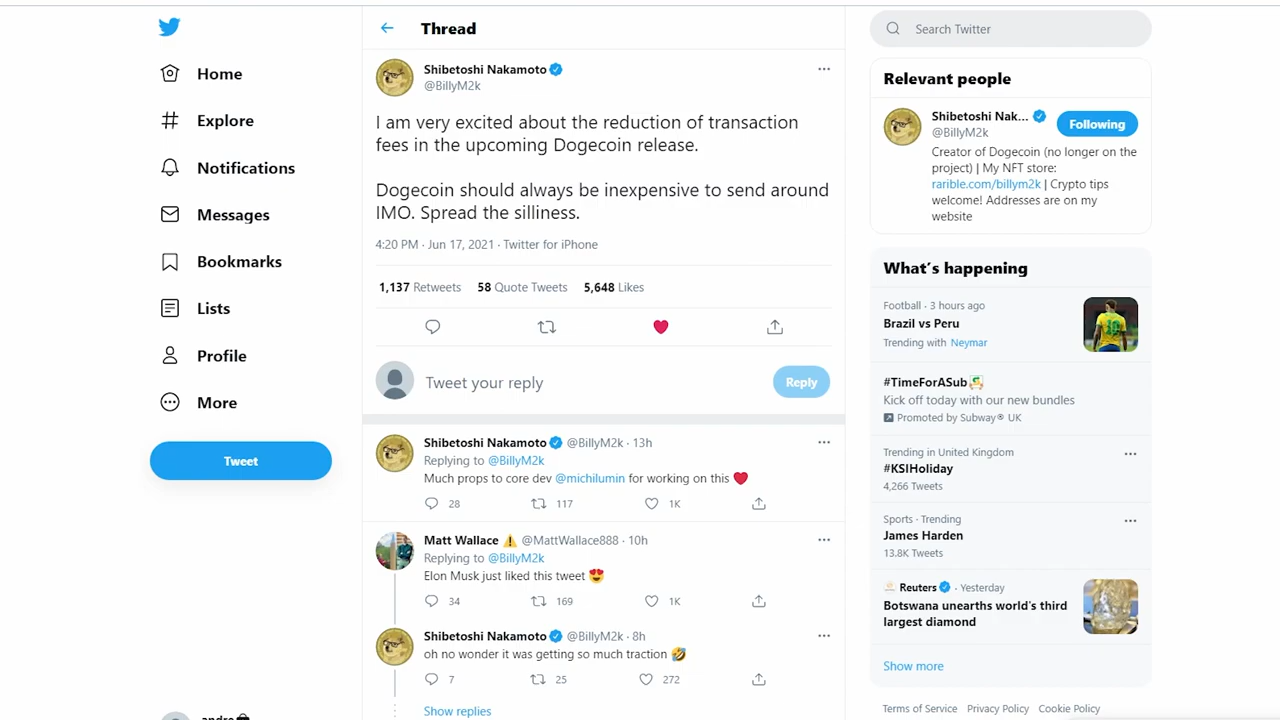 Home
Explore
Notifications
Messages
Bookmarks
Lists
Profile
More
Tweet
Thread
Shibetoshi Nakamoto
@BillyM2k
I am very excited about the reduction of transaction
fees in the upcoming Dogecoin release.
Dogecoin should always be inexpensive to send around
IMO. Spread the silliness.
4:20 PM · Jun 17, 2021 · Twitter for iPhone
1,137 Retweets 58 Quote Tweets 5,648 Likes
Tweet your reply
Reply
Shibetoshi Nakamoto @BillyM2k · 13h
Replying to @BillyM2k
Much props to core dev @michilumin for working on this ❤️
28 117 1K
Matt Wallace ⚠️ @MattWallace888 · 10h
Replying to @BillyM2k
Elon Musk just liked this tweet 😍
34 169 1K
Shibetoshi Nakamoto @BillyM2k · 8h
oh no wonder it was getting so much traction 🤣
7 25 272
Show replies
Search Twitter
Relevant people
Shibetoshi Nak...
@BillyM2k
Following
Creator of Dogecoin (no longer on the
project) | My NFT store:
rarible.com/billym2k | Crypto tips
welcome! Addresses are on my
website
What's happening
Football · 3 hours ago
Brazil vs Peru
Trending with Neymar
#TimeForASub
Kick off today with our new bundles
Promoted by Subway® UK
Trending in United Kingdom
#KSIHoliday
4,266 Tweets
Sports · Trending
James Harden
13.8K Tweets
Reuters · Yesterday
Botswana unearths world's third
largest diamond
Show more
Terms of Service Privacy Policy Cookie Policy